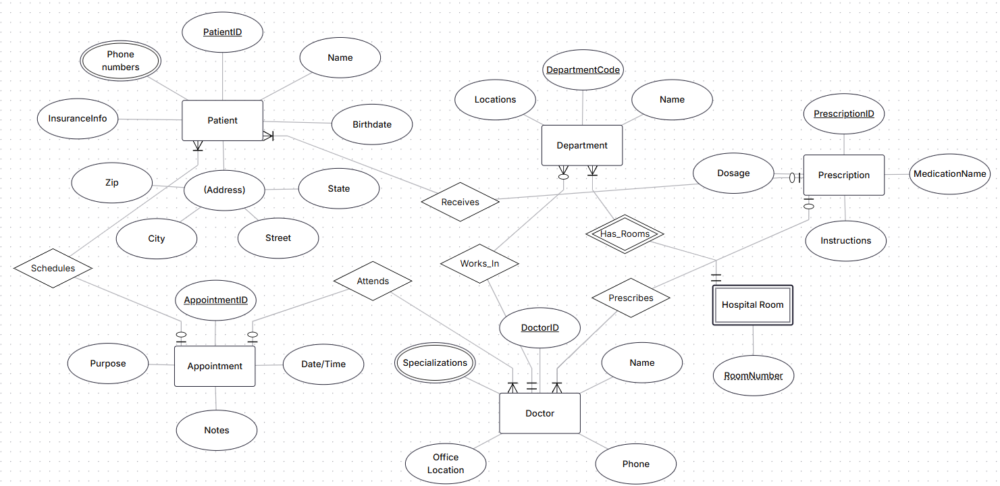 PatientID
Phone
numbers
Name
DepartmentCode
Locations
Name
PrescriptionID
InsuranceInfo
Patient
Birthdate
Department
Dosage
Prescription
MedicationName
Zip
(Address)
State
Receives
City
Street
Has_Rooms
Instructions
Schedules
Attends
Works_In
AppointmentID
Prescribes
Hospital Room
DoctorID
Purpose
Appointment
Date/Time
Specializations
Name
RoomNumber
Doctor
Notes
Office
Location
Phone